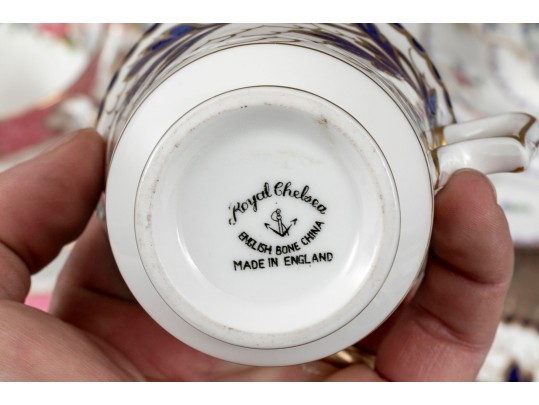 Royal Chelsea
ENGLISH BONE CHINA
MADE IN ENGLAND